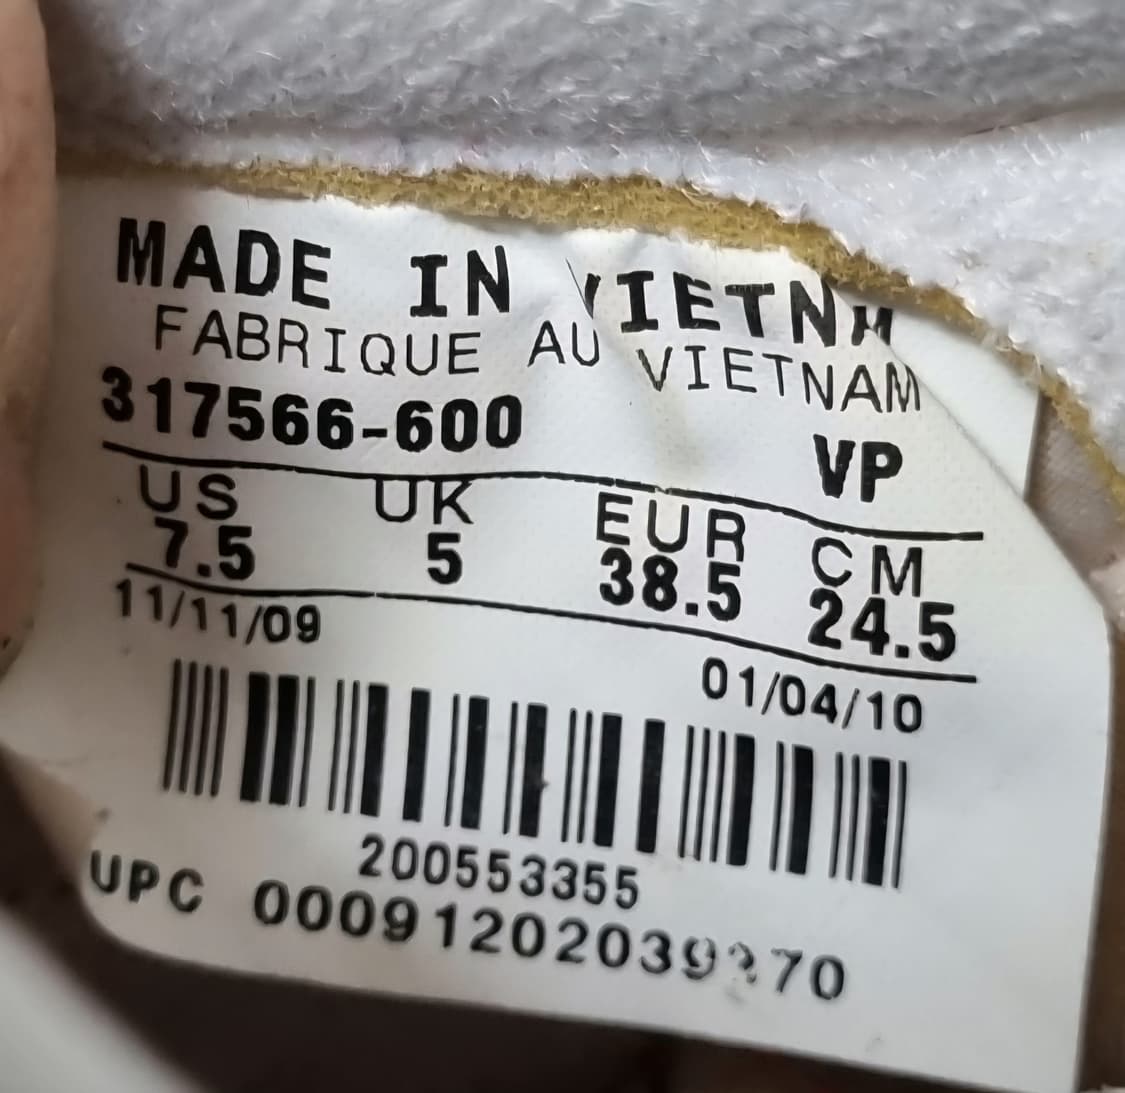 MADE IN VIETNA
FABRIQUE AU VIETNAM
317566-600 VP
US UK EUR CM
7.5 5 38.5 24.5
11/11/09 01/04/10
200553355
UPC